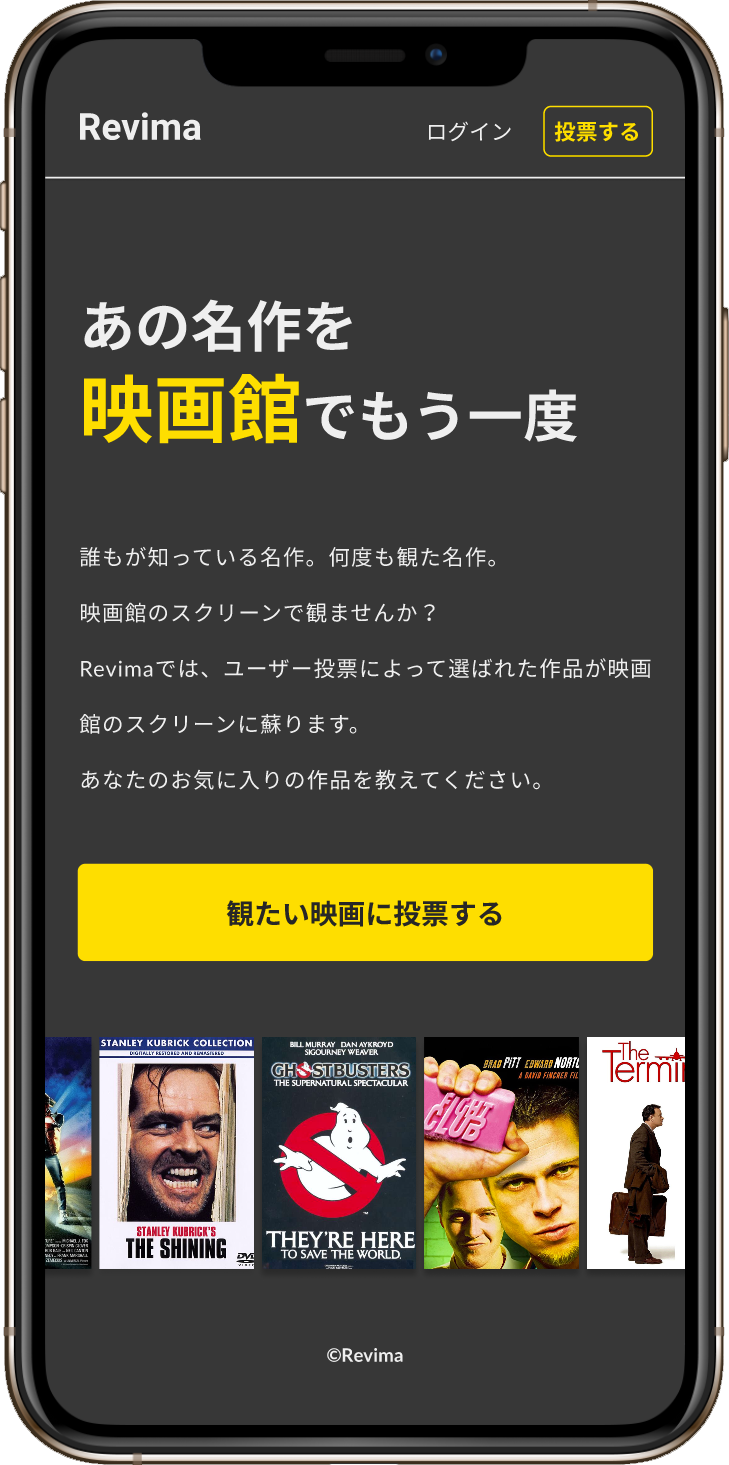 Revima
ログイン
投票する
あの名作を
映画館でもう一度
誰もが知っている名作。何度も観た名作。
映画館のスクリーンで観ませんか？
Revimaでは、ユーザー投票によって選ばれた作品が映画
館のスクリーンに蘇ります。
あなたのお気に入りの作品を教えてください。
観たい映画に投票する
STANLEY KUBRICK COLLECTION
DIGITALLY RESTORED AND REMASTERED
STANLEY KUBRICK'S
THE SHINING
DVD
VIDEO
BILL MURRAY DAN AYKROYD
SIGOURNEY WEAVER
GHOSTBUSTERS
THE SUPERNATURAL SPECTACULAR
THEY'RE HERE
TO SAVE THE WORLD.
BRAD PITT EDWARD NORTO
A DAVID FINCHER FIL
FIGHT
CLUB
The
Termi
©Revima